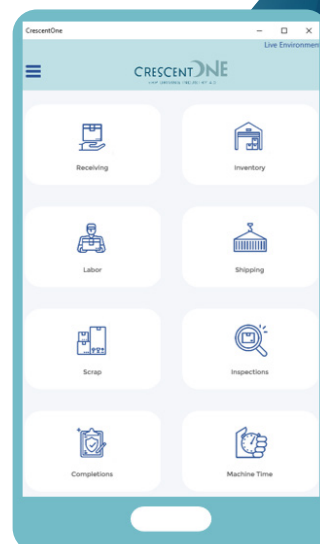 CrescentOne
Live Environment
CRESCENTONE
Receiving
Inventory
Labor
Shipping
Scrap
Inspections
Completions
Machine Time